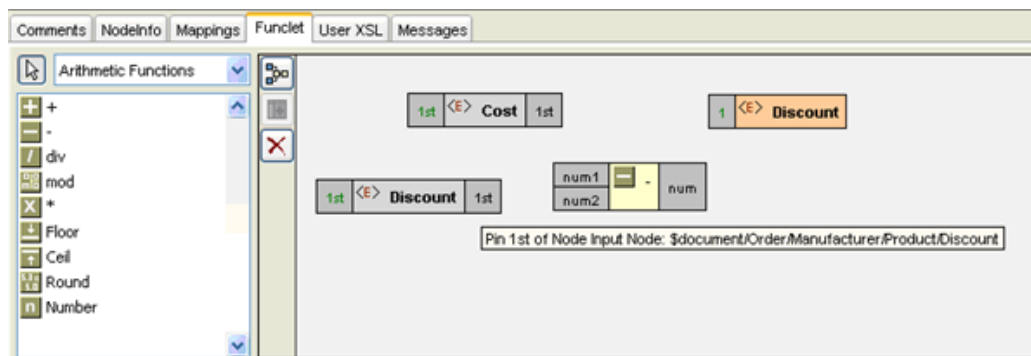 Comments NodeInfo Mappings Funclet User XSL Messages
Arithmetic Functions
+
-
div
mod
*
Floor
Ceil
Round
n Number
1st <E> Cost 1st
1 <E> Discount
1st <E> Discount 1st
num1 - num
num2
Pin 1st of Node Input Node: $document/Order/Manufacturer/Product/Discount